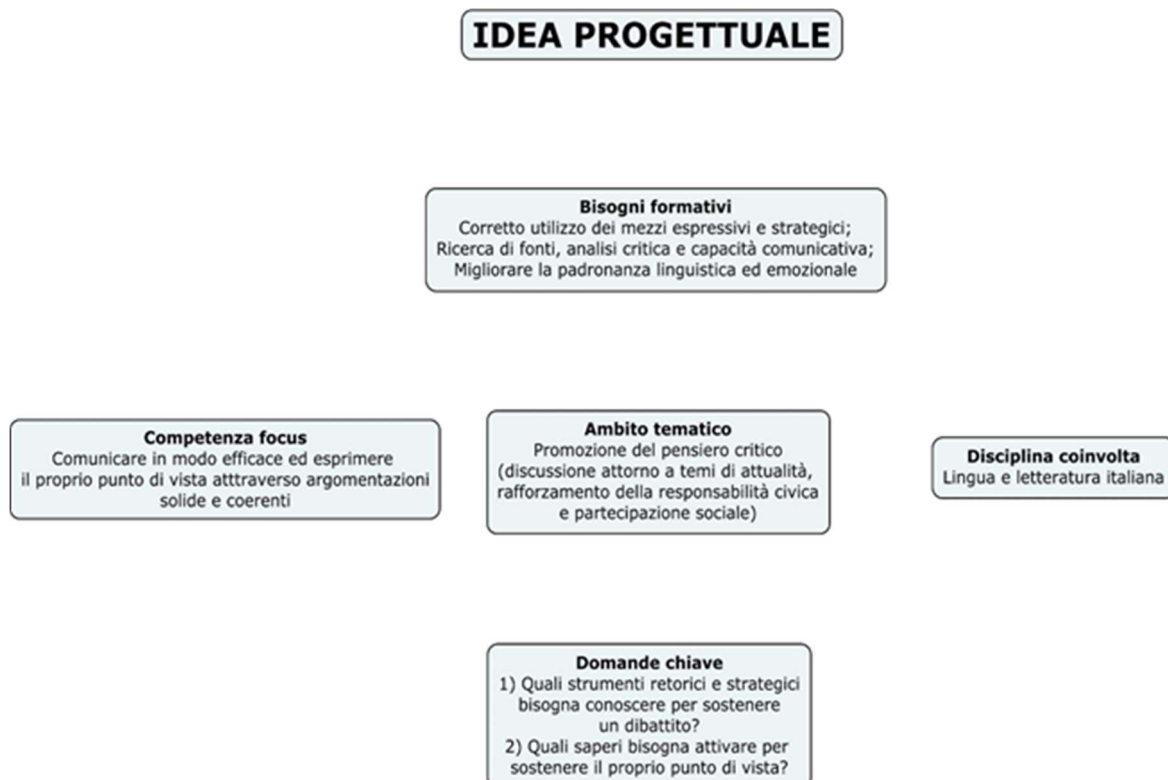 IDEA PROGETTUALE
Bisogni formativi
Corretto utilizzo dei mezzi espressivi e strategici;
Ricerca di fonti, analisi critica e capacità comunicativa;
Migliorare la padronanza linguistica ed emozionale
Competenza focus
Comunicare in modo efficace ed esprimere
il proprio punto di vista atttraverso argomentazioni
solide e coerenti
Ambito tematico
Promozione del pensiero critico
(discussione attorno a temi di attualità,
rafforzamento della responsabilità civica
e partecipazione sociale)
Disciplina coinvolta
Lingua e letteratura italiana
Domande chiave
1) Quali strumenti retorici e strategici
bisogna conoscere per sostenere
un dibattito?
2) Quali saperi bisogna attivare per
sostenere il proprio punto di vista?